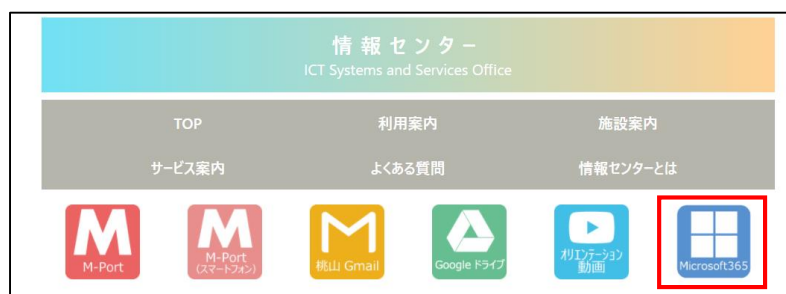 情報センター
ICT Systems and Services Office
TOP 利用案内 施設案内
サービス案内 よくある質問 情報センターとは
M-Port
M-Port
(スマートフォン)
桃山 Gmail
Google ドライブ
オリエンテーション
動画
Microsoft365